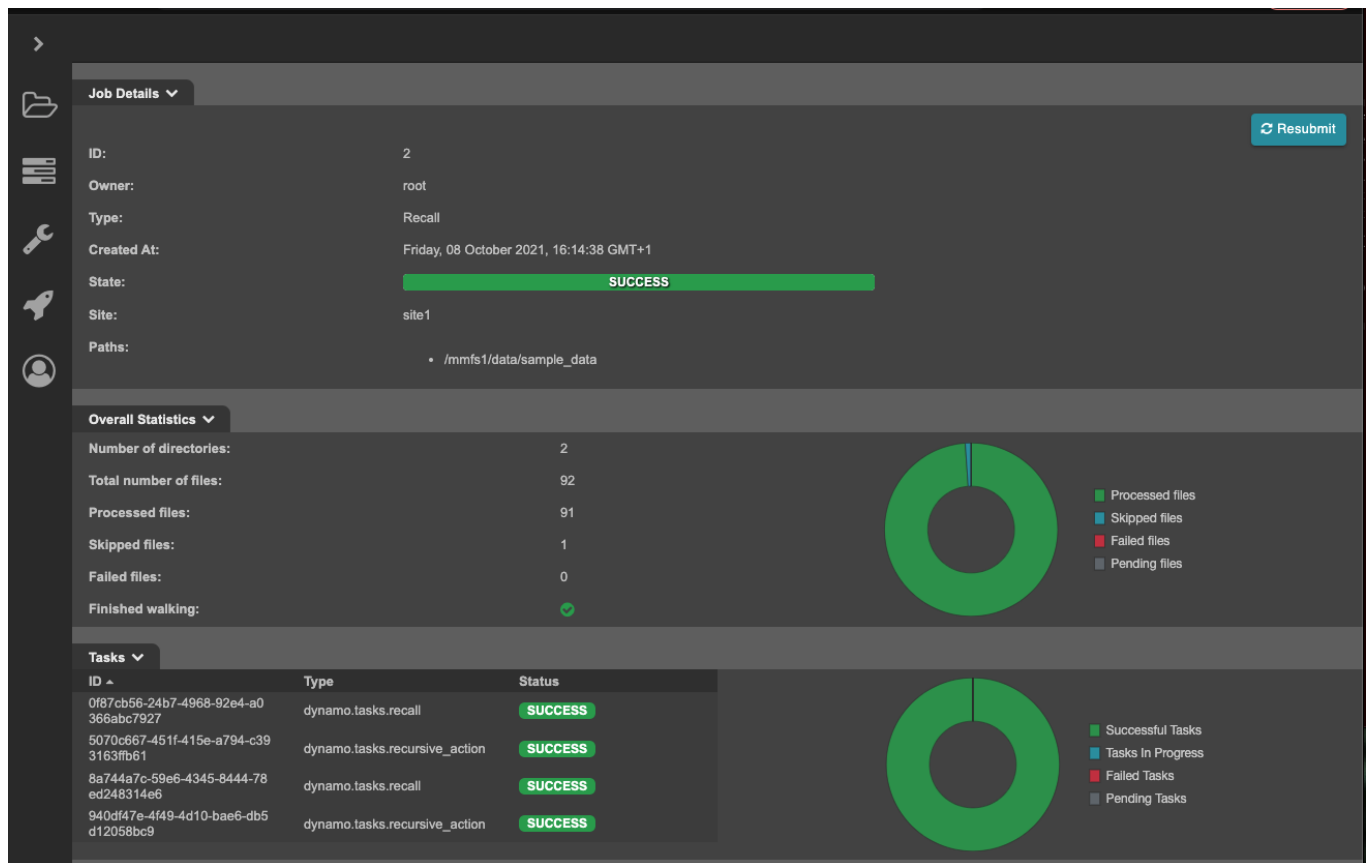 Job Details
Resubmit
ID: 2
Owner: root
Type: Recall
Created At: Friday, 08 October 2021, 16:14:38 GMT+1
State: SUCCESS
Site: site1
Paths:
• /mmfs1/data/sample_data
Overall Statistics
Number of directories: 2
Total number of files: 92
Processed files: 91
Skipped files: 1
Failed files: 0
Finished walking:
Processed files
Skipped files
Failed files
Pending files
Tasks
ID Type Status
0f87cb56-24b7-4968-92e4-a0
366abc7927
dynamo.tasks.recall SUCCESS
5070c667-451f-415e-a794-c39
3163ffb61
dynamo.tasks.recursive_action SUCCESS
8a744a7c-59e6-4345-8444-78
ed248314e6
dynamo.tasks.recall SUCCESS
940df47e-4f49-4d10-bae6-db5
d12058bc9
dynamo.tasks.recursive_action SUCCESS
Successful Tasks
Tasks In Progress
Failed Tasks
Pending Tasks